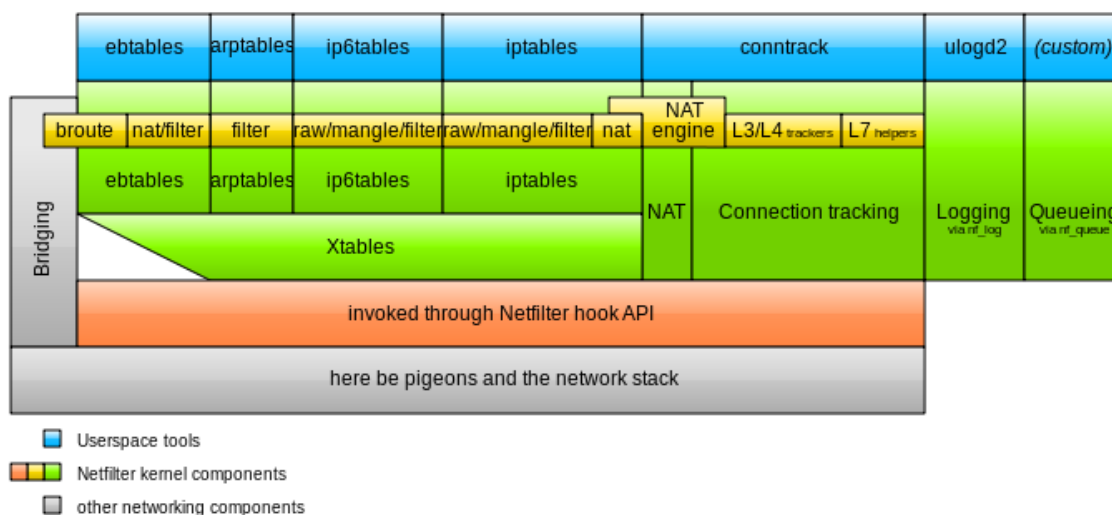 ebtables arptables ip6tables iptables conntrack ulogd2 (custom)
broute nat/filter filter raw/mangle/filter raw/mangle/filter nat NAT engine L3/L4 trackers L7 helpers
ebtables arptables ip6tables iptables
Bridging
NAT Connection tracking Logging via nf_log Queueing via nf_queue
Xtables
invoked through Netfilter hook API
here be pigeons and the network stack
Userspace tools
Netfilter kernel components
other networking components